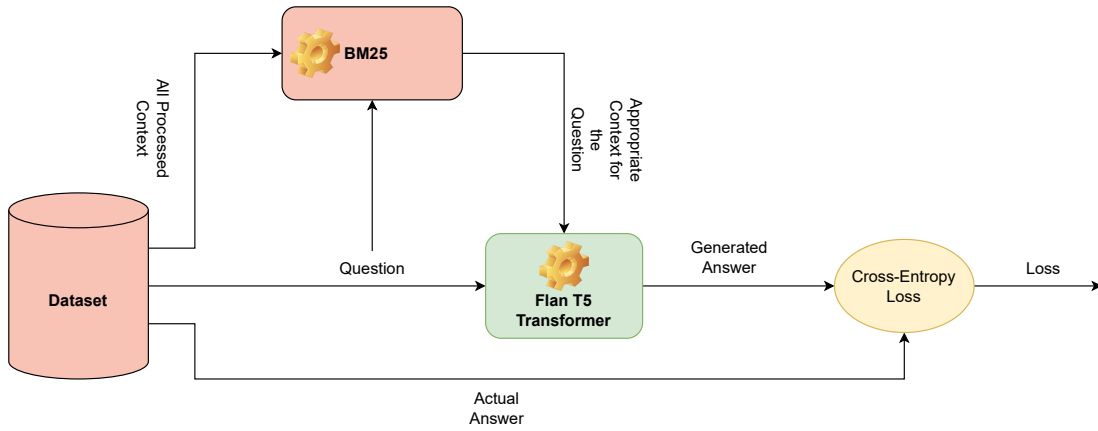 BM25
All Processed
Context
Appropriate
Context for
the
Question
Dataset
Question
Flan T5
Transformer
Generated
Answer
Cross-Entropy
Loss
Loss
Actual
Answer